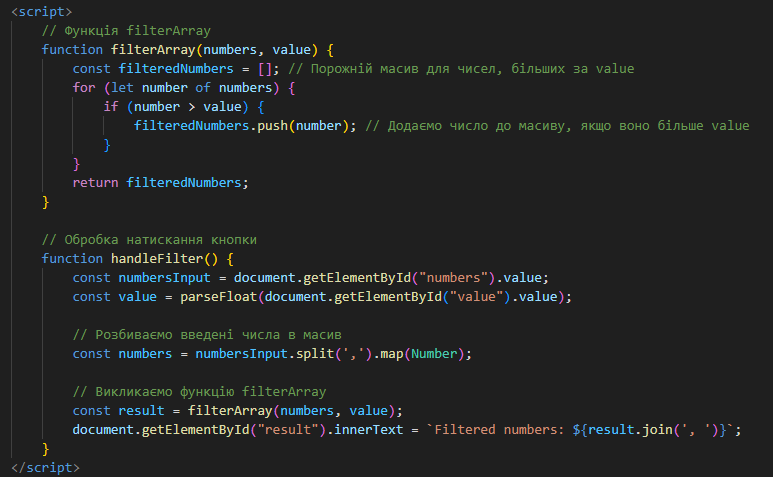 <script>
// Функція filterArray
function filterArray(numbers, value) {
const filteredNumbers = []; // Порожній масив для чисел, більших за value
for (let number of numbers) {
if (number > value) {
filteredNumbers.push(number); // Додаємо число до масиву, якщо воно більше value
}
}
return filteredNumbers;
}
// Обробка натискання кнопки
function handleFilter() {
const numbersInput = document.getElementById("numbers").value;
const value = parseFloat(document.getElementById("value").value);
// Розбиваємо введені числа в масив
const numbers = numbersInput.split(',').map(Number);
// Викликаємо функцію filterArray
const result = filterArray(numbers, value);
document.getElementById("result").innerText = `Filtered numbers: ${result.join(', ')}`;
}
</script>